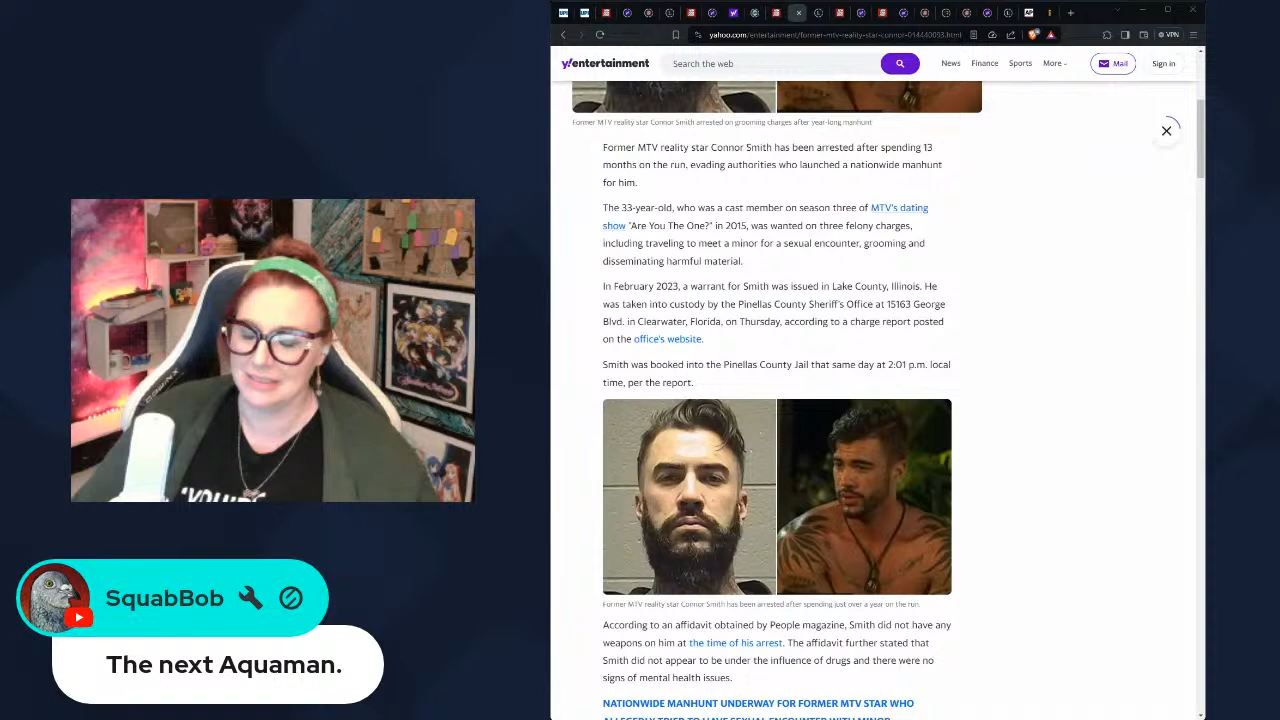 yahoo.com/entertainment/former-mtv-reality-star-connor-014440093.html
VPN
y!entertainment
Search the web
News Finance Sports More
Mail
Sign in
Former MTV reality star Connor Smith arrested on grooming charges after year-long manhunt
Former MTV reality star Connor Smith has been arrested after spending 13
months on the run, evading authorities who launched a nationwide manhunt
for him.
The 33-year-old, who was a cast member on season three of MTV's dating
show "Are You The One?" in 2015, was wanted on three felony charges,
including traveling to meet a minor for a sexual encounter, grooming and
disseminating harmful material.
In February 2023, a warrant for Smith was issued in Lake County, Illinois. He
was taken into custody by the Pinellas County Sheriff's Office at 15163 George
Blvd. in Clearwater, Florida, on Thursday, according to a charge report posted
on the office's website.
Smith was booked into the Pinellas County Jail that same day at 2:01 p.m. local
time, per the report.
Former MTV reality star Connor Smith has been arrested after spending just over a year on the run.
According to an affidavit obtained by People magazine, Smith did not have any
weapons on him at the time of his arrest. The affidavit further stated that
Smith did not appear to be under the influence of drugs and there were no
signs of mental health issues.
NATIONWIDE MANHUNT UNDERWAY FOR FORMER MTV STAR WHO
ALLEGEDLY TRIED TO HAVE SEXUAL ENCOUNTER WITH MINOR
SquabBob
The next Aquaman.